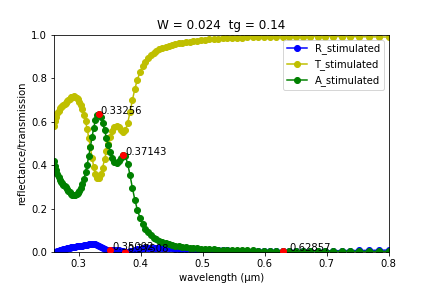 W = 0.024 tg = 0.14
R_stimulated
T_stimulated
A_stimulated
0.33256
0.37143
0.62857
reflectance/transmission
1.0
0.8
0.6
0.4
0.2
0.0
0.3
0.4
0.5
0.6
0.7
0.8
wavelength (μm)